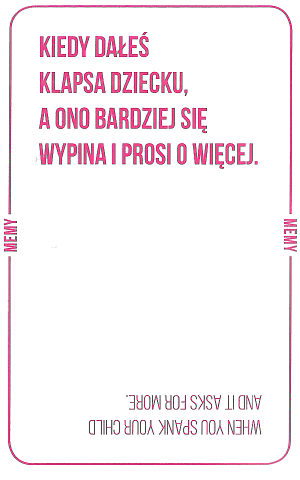 KIEDY DAŁEŚ
KLAPSA DZIECKU,
A ONO BARDZIEJ SIĘ
WYPINA I PROSI O WIĘCEJ.
MEMY
MEMY
WHEN YOU SPANK YOUR CHILD
AND IT ASKS FOR MORE.